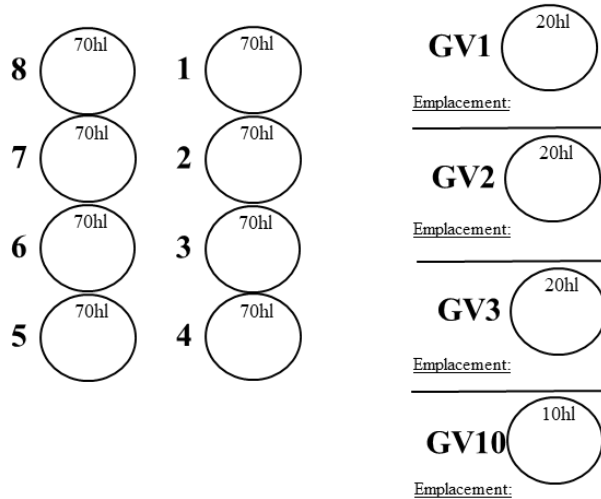 8 70hl 1 70hl
7 70hl 2 70hl
6 70hl 3 70hl
5 70hl 4 70hl
GV1 20hl
Emplacement:
GV2 20hl
Emplacement:
GV3 20hl
Emplacement:
GV10 10hl
Emplacement: